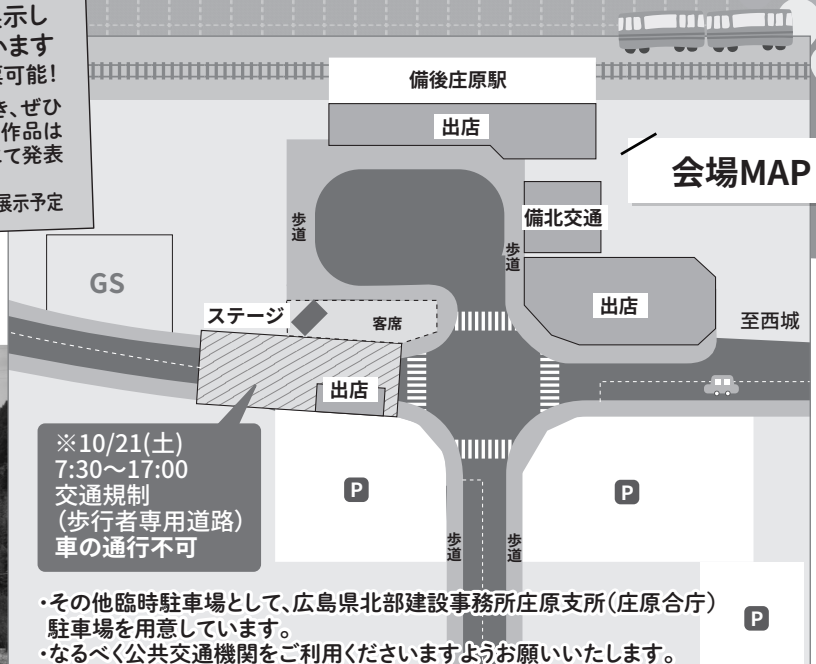 示し
います
可能!
き、ぜひ
作品は
て発表
展示予定
備後庄原駅
出店
会場MAP
歩道
備北交通
歩道
GS
出店
ステージ
客席
至西城
出店
※10/21(土)
7:30〜17:00
交通規制
(歩行者専用道路)
車の通行不可
P
P
歩道
歩道
P
・その他臨時駐車場として、広島県北部建設事務所庄原支所(庄原合庁)
駐車場を用意しています。
・なるべく公共交通機関をご利用くださいますようお願いいたします。